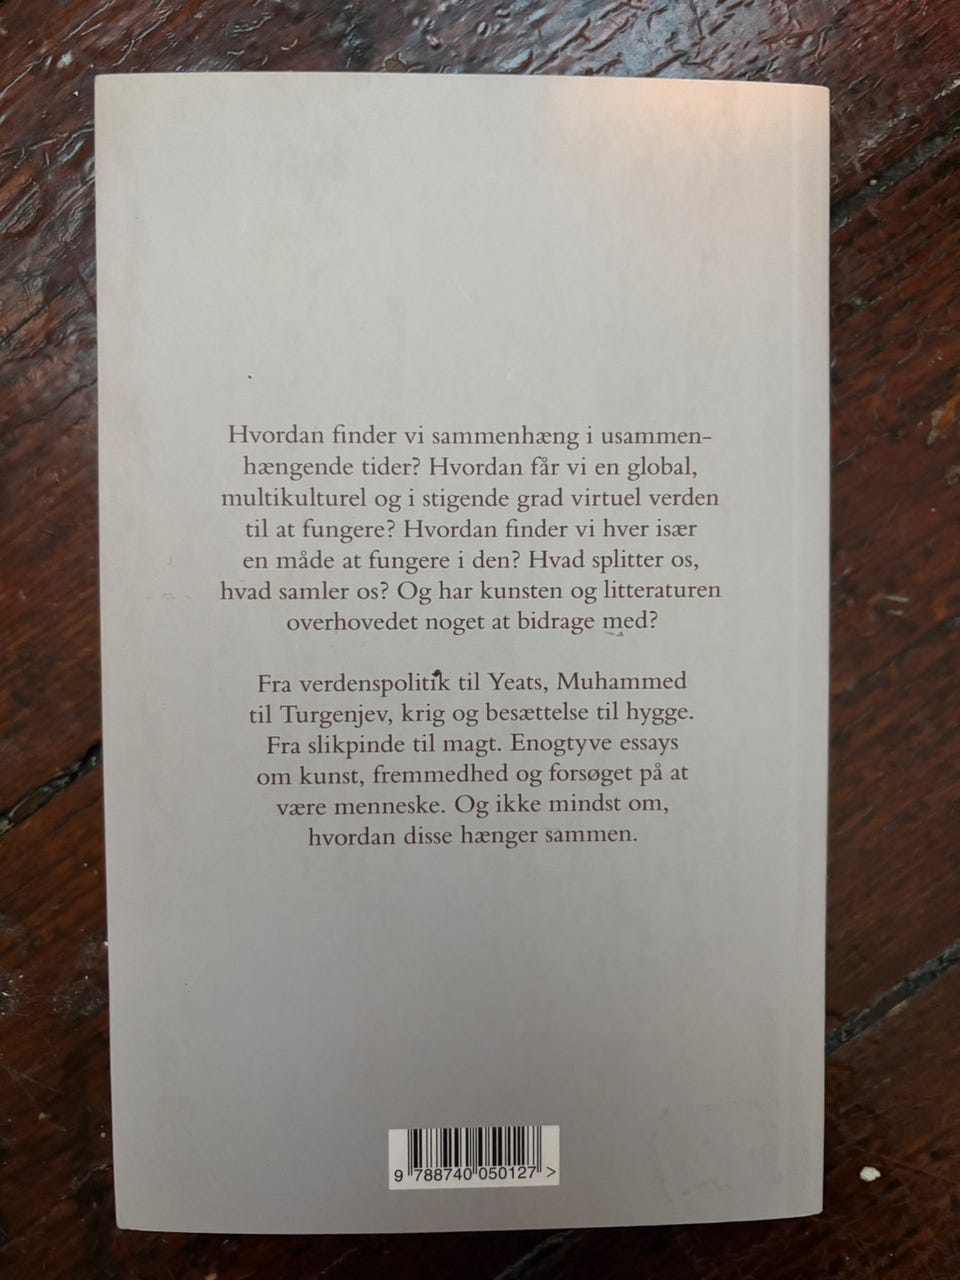 Hvordan finder vi sammenhæng i usammen-
hængende tider? Hvordan får vi en global,
multikulturel og i stigende grad virtuel verden
til at fungere? Hvordan finder vi hver især
en måde at fungere i den? Hvad splitter os,
hvad samler os? Og har kunsten og litteraturen
overhovedet noget at bidrage med?
Fra verdenspolitik til Yeats, Muhammed
til Turgenjev, krig og besættelse til hygge.
Fra slikpinde til magt. Enogtyve essays
om kunst, fremmedhed og forsøget på at
være menneske. Og ikke mindst om,
hvordan disse hænger sammen.
9 788740 050127 >